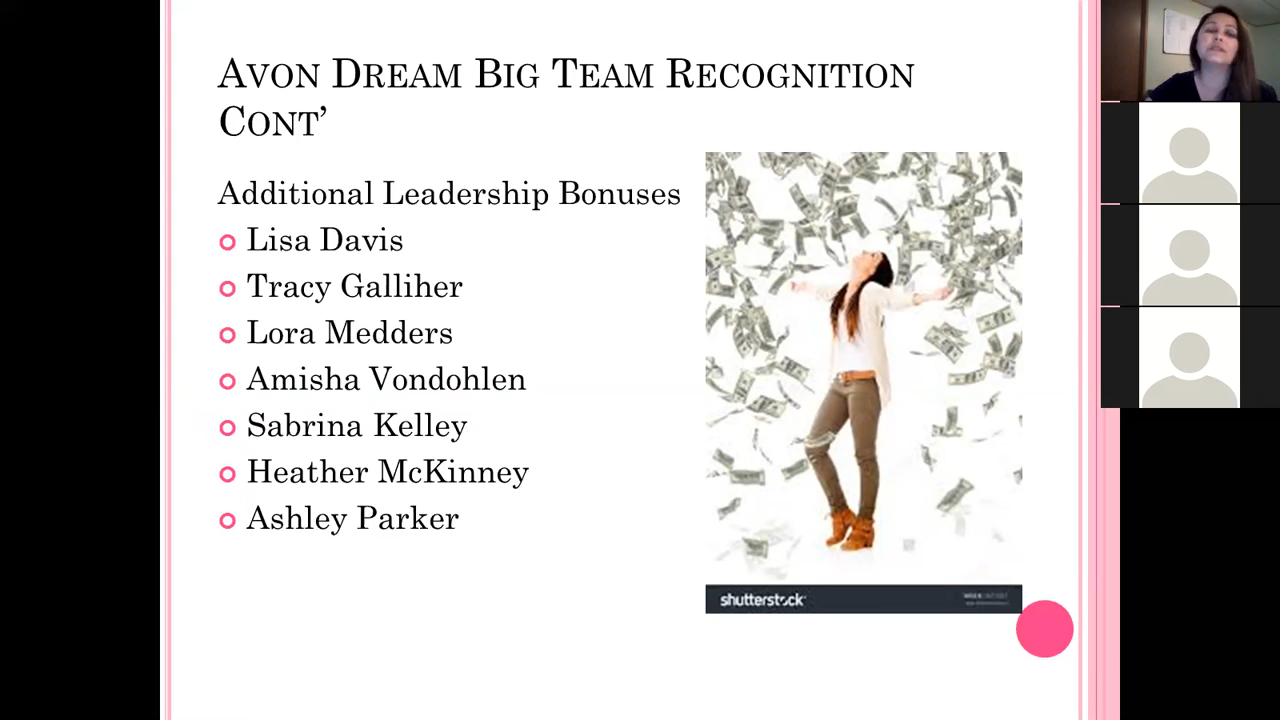 Avon Dream Big Team Recognition
Cont’
Additional Leadership Bonuses
Lisa Davis
Tracy Galliher
Lora Medders
Amisha Vondohlen
Sabrina Kelley
Heather McKinney
Ashley Parker
shutterstock